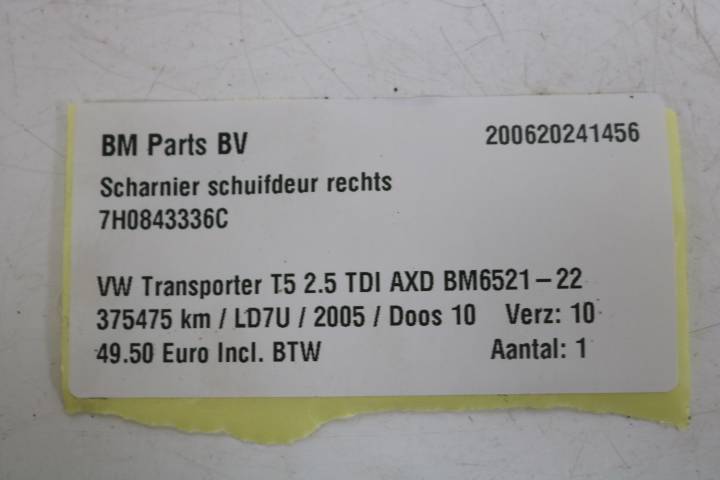 BM Parts BV 200620241456
Scharnier schuifdeur rechts
7H0843336C
VW Transporter T5 2.5 TDI AXD BM6521-22
375475 km / LD7U / 2005 / Doos 10 Verz: 10
49.50 Euro Incl. BTW Aantal: 1